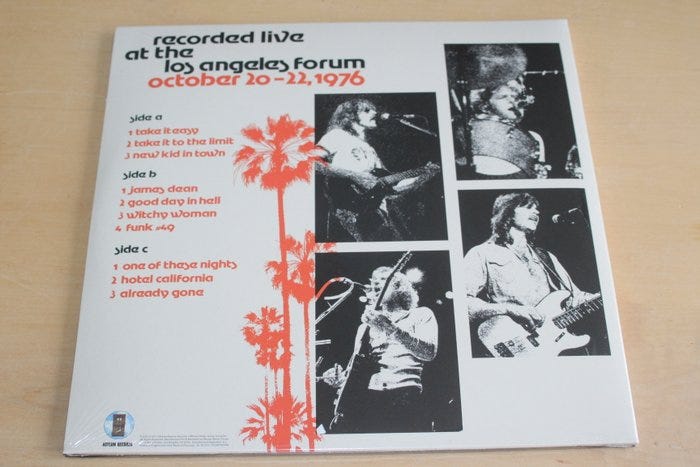 recorded live
at the
los angeles forum
october 20-22, 1976
side a
1 take it easy
2 take it to the limit
3 new kid in town
side b
1 james dean
2 good day in hell
3 witchy woman
4 funk #49
side c
1 one of these nights
2 hotel california
3 already gone
ASYLUM RECORDS